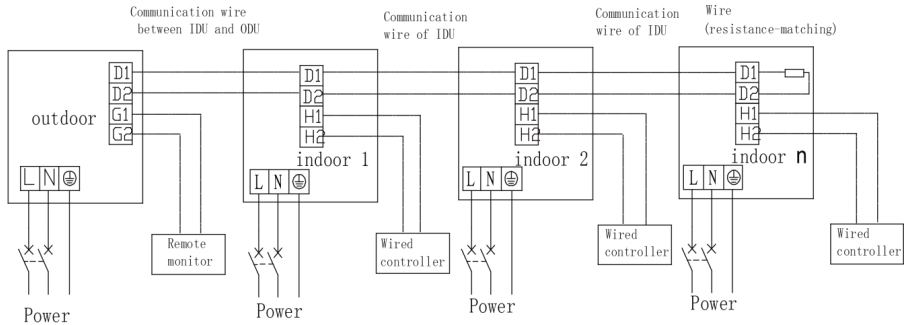 Communication wire
between IDU and ODU
Communication
wire of IDU
Communication
wire of IDU
Wire
(resistance-matching)
outdoor
D1
D2
G1
G2
L N
Remote
monitor
Power
D1
D2
H1
H2
indoor 1
L N
Wired
controller
Power
D1
D2
H1
H2
indoor 2
L N
Wired
controller
Power
D1
D2
H1
H2
indoor n
L N
Wired
controller
Power